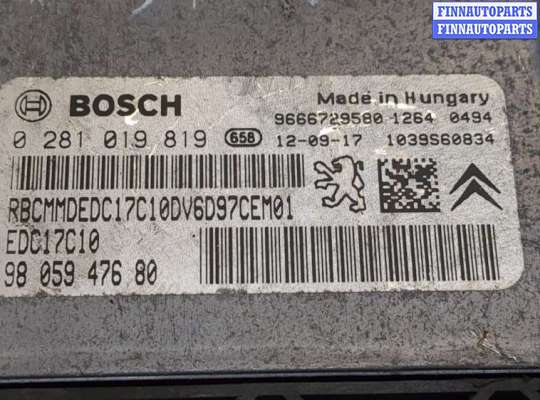 FINNAUTOPARTS
FINNAUTOPARTS
BOSCH
Made in Hungary
9666729580 1264 0494
0 281 019 819 658 12-09-17 1039S60834
RBCMMDEDC17C10DV6D97CEM01
EDC17C10
98 059 476 80